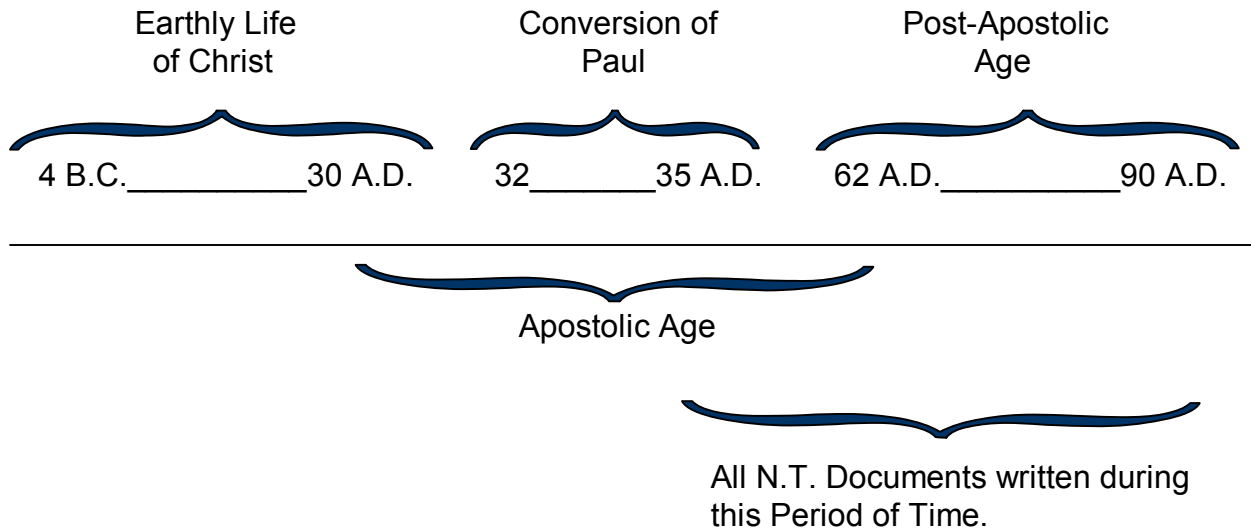 Earthly Life
of Christ
Conversion of
Paul
Post-Apostolic
Age
4 B.C.__________30 A.D.
32_______35 A.D.
62 A.D.__________90 A.D.
Apostolic Age
All N.T. Documents written during
this Period of Time.